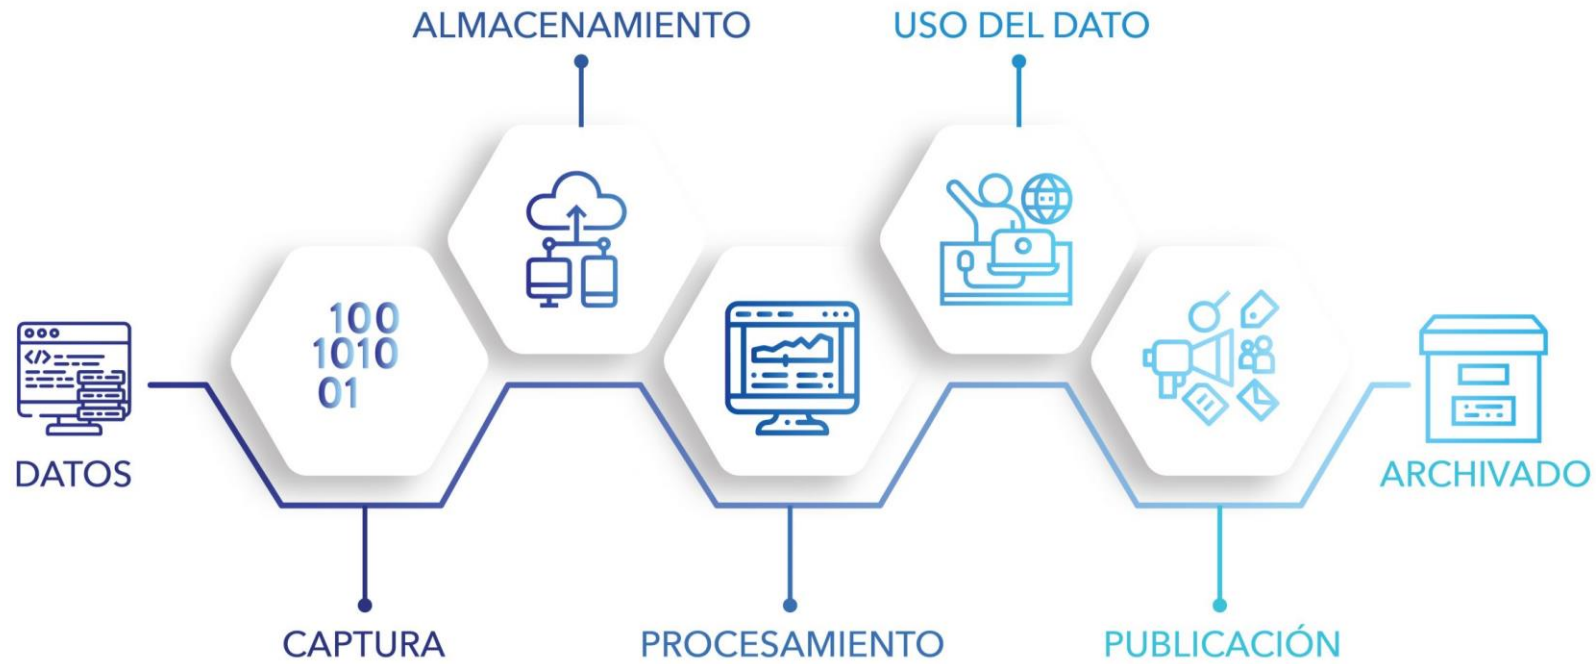 ALMACENAMIENTO
USO DEL DATO
100
1010
01
</>
DATOS
ARCHIVADO
CAPTURA
PROCESAMIENTO
PUBLICACIÓN